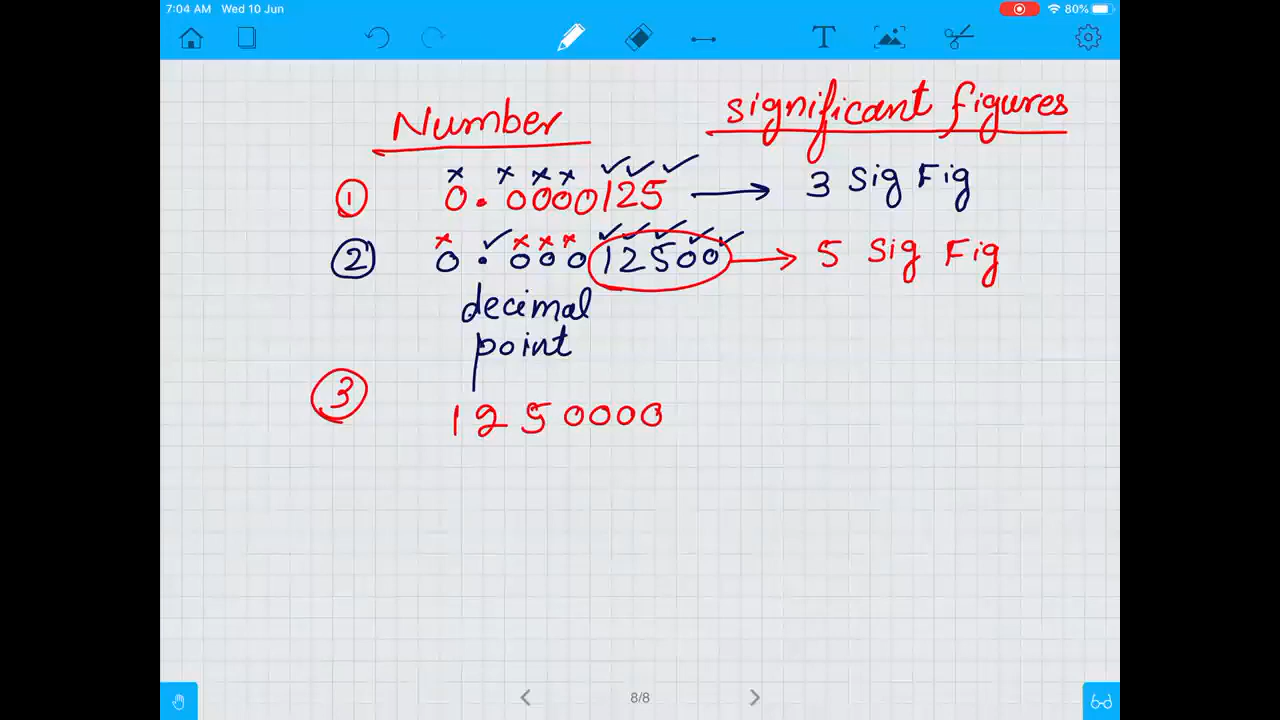 7:04 AM Wed 10 Jun 80%
T
Number significant figures
1 0.0000125 → 3 Sig Fig
2 0.00012500 → 5 Sig Fig
decimal
point
3 1250000
8/8